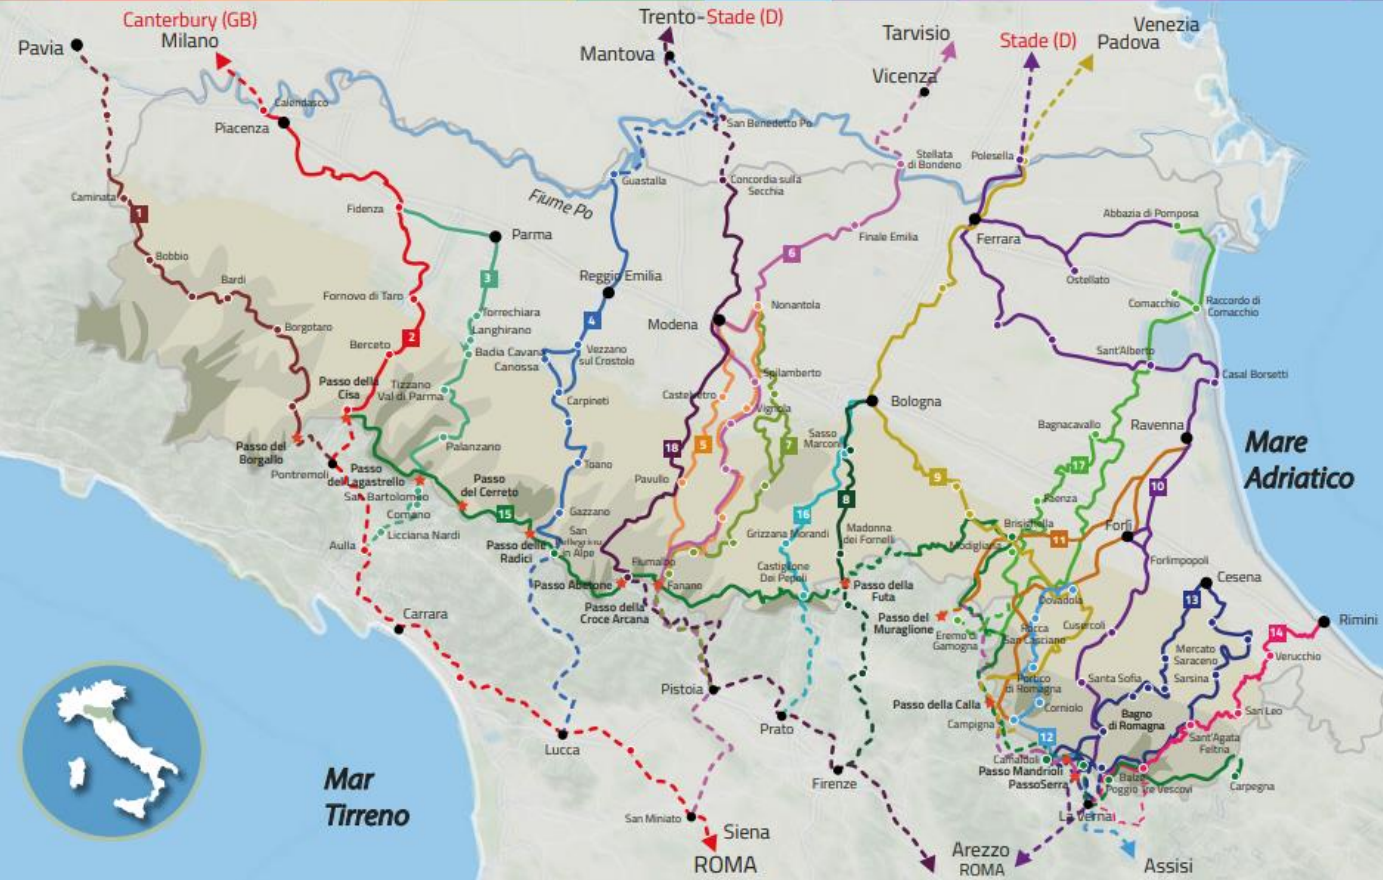 Canterbury (GB)
Milano
Pavia
Trento-Stade (D)
Mantova
Tarvisio
Vicenza
Stade (D)
Venezia
Padova
Calendasco
Piacenza
San Benedetto Po
Stellata
di Bondeno
Polesella
Caminata
1
Fidenza
Fiume Po
Guastalla
Concordia sulla
Secchia
Parma
Finale Emilia
Ferrara
Abbazia di Pomposa
Bobbio
Bardi
3
6
Reggio Emilia
Ostellato
Fornovo di Taro
Torrechiara
Nonantola
Comacchio
Raccordo di
Comacchio
Borgotaro
Langhirano
4
Modena
2
Berceto
Badia Cavana
Canossa
Vezzano
sul Crostolo
Sant'Alberto
Passo della
Cisa
Tizzano
Val di Parma
Carpineti
Castelvetro
Spilamberto
Vignola
Bologna
Casal Borsetti
Passo del
Borgallo
Palanzano
Toano
18
5
7
Sasso
Marconi
Bagnacavallo
Ravenna
Mare
Adriatico
Pontremoli
Passo
del Lagastrello
Passo
del Cerreto
Pavullo
9
17
10
San Bartolomeo
Comano
15
Gazzano
16
8
Faenza
Licciana Nardi
Aulla
Passo delle
Radici
San
Pellegrino
in Alpe
Grizzana Morandi
Madonna
dei Fornelli
Brisighella
Modigliana
11
Forlì
Forlimpopoli
Passo Abetone
Fiumalbo
Fanano
Castiglione
Dei Pepoli
Passo della
Futa
Cesena
Carrara
Passo della
Croce Arcana
Passo del
Muraglione
Eremo di
Gamogna
Dovadola
Rocca
San Casciano
Cusercoli
13
14
Rimini
Mercato
Saraceno
Verucchio
Pistoia
Portico
di Romagna
Santa Sofia
Sarsina
Passo della Calla
Campigna
Corniolo
Bagno
di Romagna
San Leo
Prato
12
Sant'Agata
Feltria
Lucca
Camaldoli
Passo Mandrioli
PassoSerra
Balze
Poggio Tre Vescovi
Carpegna
Mar
Tirreno
Firenze
La Verna
San Miniato
Siena
ROMA
Arezzo
ROMA
Assisi